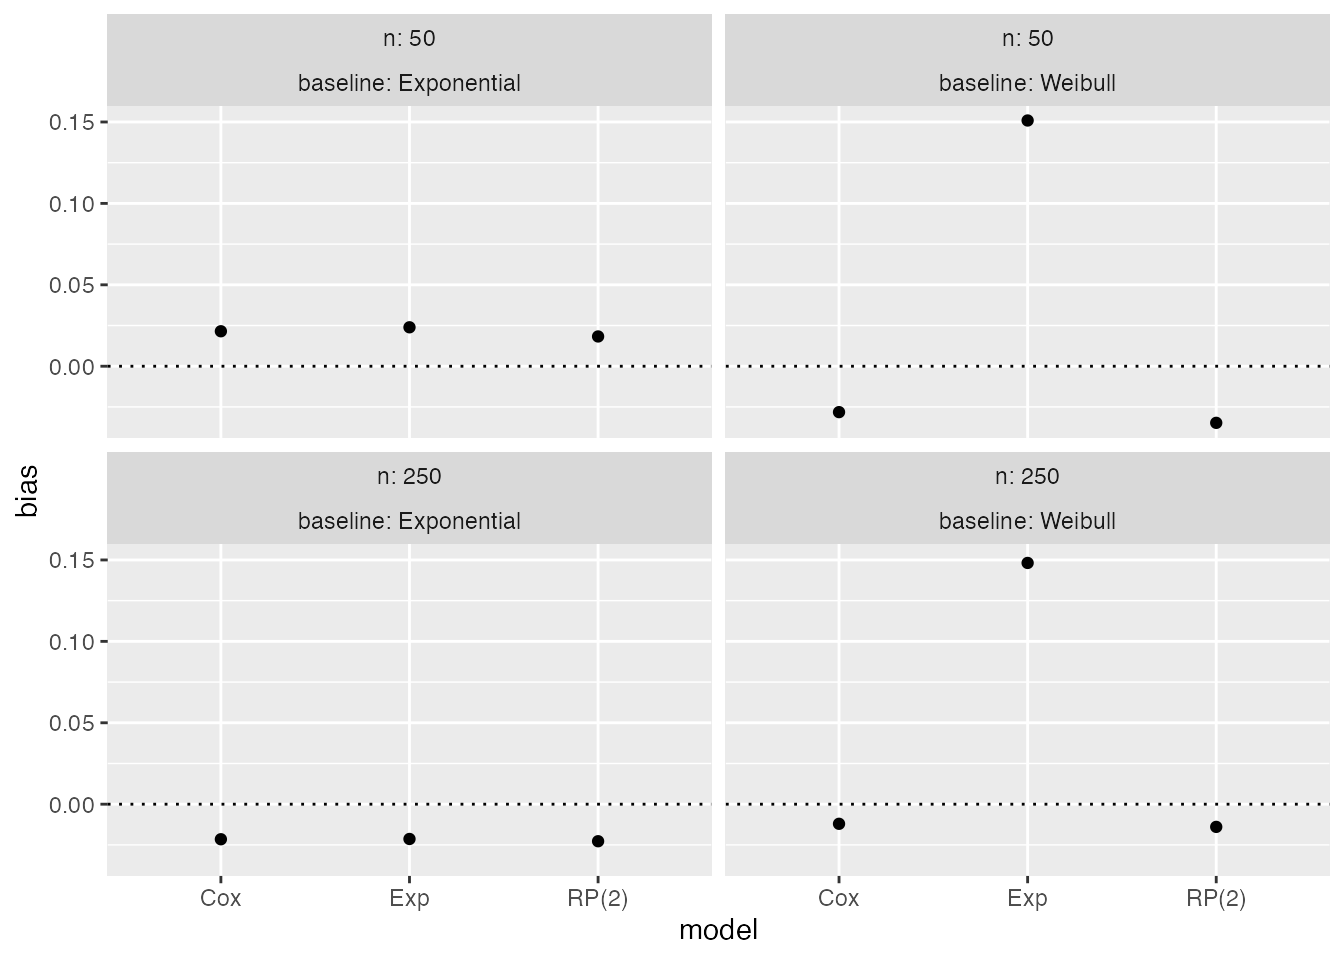 n: 50
baseline: Exponential
n: 50
baseline: Weibull
0.15
0.10
0.05
0.00
n: 250
baseline: Exponential
n: 250
baseline: Weibull
0.15
0.10
0.05
0.00
bias
Cox Exp RP(2) Cox Exp RP(2)
model